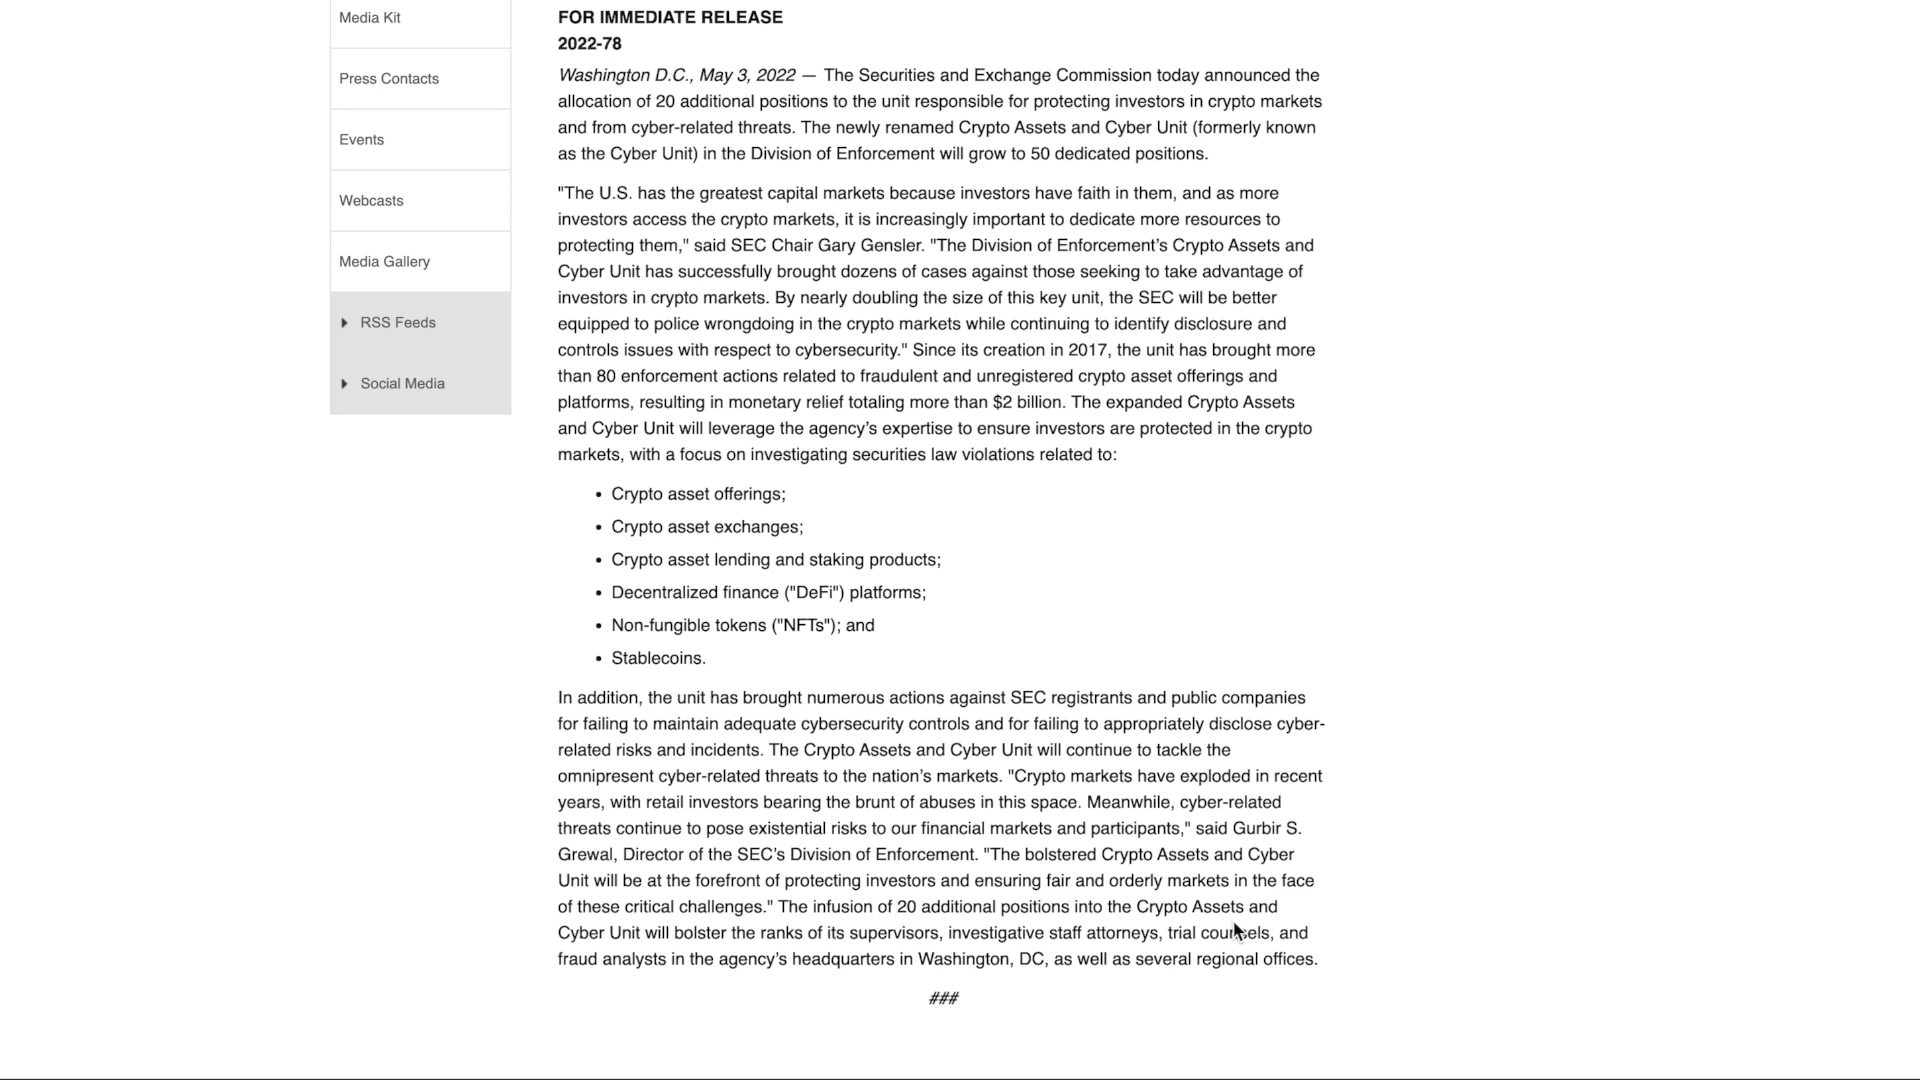 Media Kit
Press Contacts
Events
Webcasts
Media Gallery
RSS Feeds
Social Media
FOR IMMEDIATE RELEASE
2022-78
Washington D.C., May 3, 2022 — The Securities and Exchange Commission today announced the
allocation of 20 additional positions to the unit responsible for protecting investors in crypto markets
and from cyber-related threats. The newly renamed Crypto Assets and Cyber Unit (formerly known
as the Cyber Unit) in the Division of Enforcement will grow to 50 dedicated positions.
"The U.S. has the greatest capital markets because investors have faith in them, and as more
investors access the crypto markets, it is increasingly important to dedicate more resources to
protecting them," said SEC Chair Gary Gensler. "The Division of Enforcement’s Crypto Assets and
Cyber Unit has successfully brought dozens of cases against those seeking to take advantage of
investors in crypto markets. By nearly doubling the size of this key unit, the SEC will be better
equipped to police wrongdoing in the crypto markets while continuing to identify disclosure and
controls issues with respect to cybersecurity." Since its creation in 2017, the unit has brought more
than 80 enforcement actions related to fraudulent and unregistered crypto asset offerings and
platforms, resulting in monetary relief totaling more than $2 billion. The expanded Crypto Assets
and Cyber Unit will leverage the agency’s expertise to ensure investors are protected in the crypto
markets, with a focus on investigating securities law violations related to:
• Crypto asset offerings;
• Crypto asset exchanges;
• Crypto asset lending and staking products;
• Decentralized finance ("DeFi") platforms;
• Non-fungible tokens ("NFTs"); and
• Stablecoins.
In addition, the unit has brought numerous actions against SEC registrants and public companies
for failing to maintain adequate cybersecurity controls and for failing to appropriately disclose cyber-
related risks and incidents. The Crypto Assets and Cyber Unit will continue to tackle the
omnipresent cyber-related threats to the nation’s markets. "Crypto markets have exploded in recent
years, with retail investors bearing the brunt of abuses in this space. Meanwhile, cyber-related
threats continue to pose existential risks to our financial markets and participants," said Gurbir S.
Grewal, Director of the SEC’s Division of Enforcement. "The bolstered Crypto Assets and Cyber
Unit will be at the forefront of protecting investors and ensuring fair and orderly markets in the face
of these critical challenges." The infusion of 20 additional positions into the Crypto Assets and
Cyber Unit will bolster the ranks of its supervisors, investigative staff attorneys, trial counsels, and
fraud analysts in the agency’s headquarters in Washington, DC, as well as several regional offices.
###